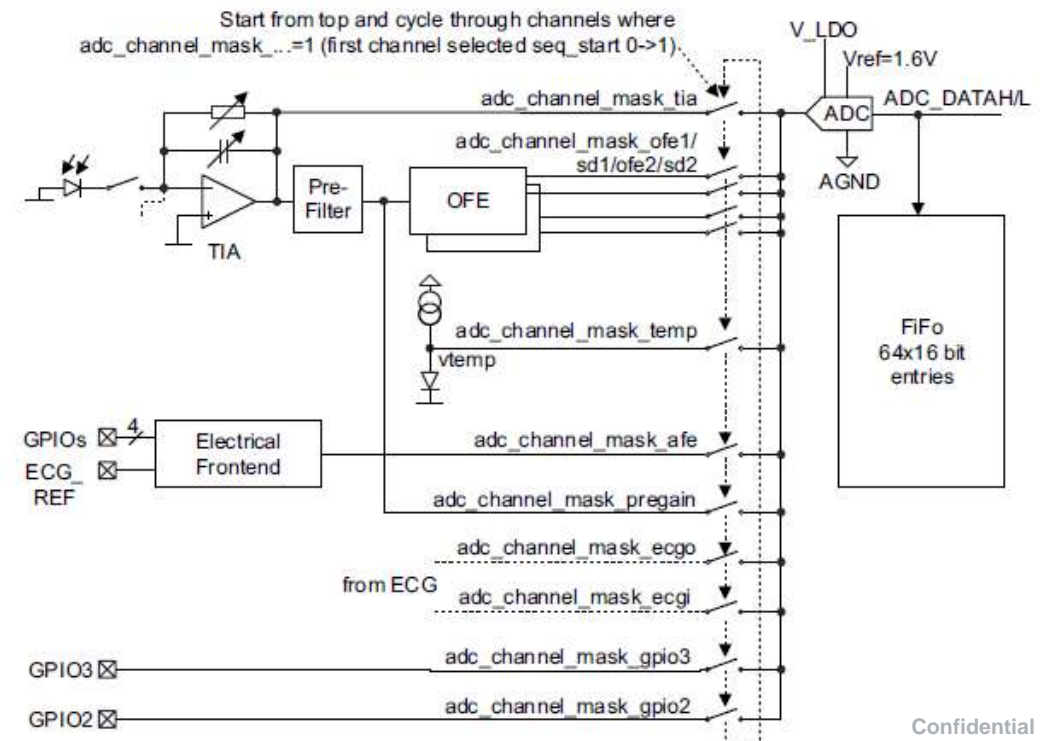 Start from top and cycle through channels where
adc_channel_mask_...=1 (first channel selected seq_start 0->1).
V_LDO
Vref=1.6V
adc_channel_mask_tia
ADC
ADC_DATAH/L
adc_channel_mask_ofe1/
sd1/ofe2/sd2
AGND
Pre-
Filter
OFE
TIA
adc_channel_mask_temp
vtemp
FiFo
64x16 bit
entries
GPIOs
4
Electrical
Frontend
adc_channel_mask_afe
ECG_
REF
adc_channel_mask_pregain
adc_channel_mask_ecgo
from ECG
adc_channel_mask_ecgi
GPIO3
adc_channel_mask_gpio3
GPIO2
adc_channel_mask_gpio2
Confidential